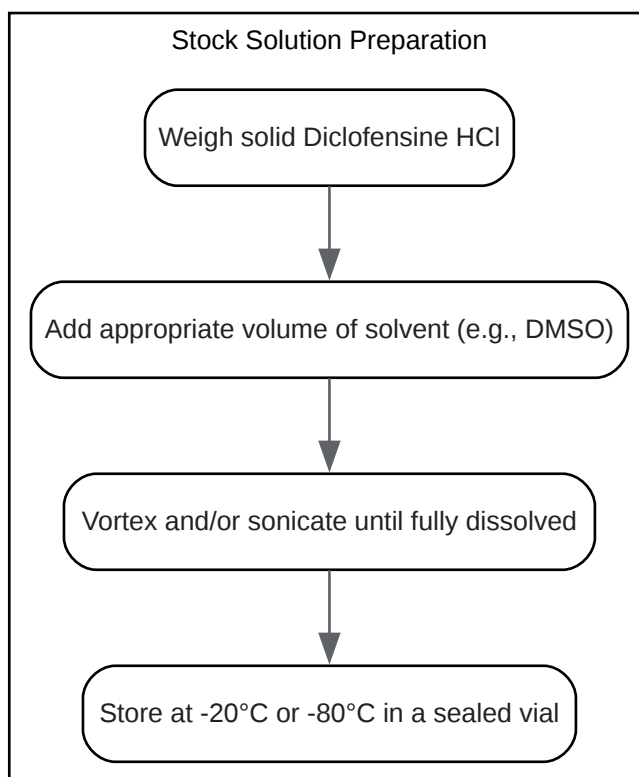 Stock Solution Preparation
Weigh solid Diclofensine HCl
Add appropriate volume of solvent (e.g., DMSO)
Vortex and/or sonicate until fully dissolved
Store at -20°C or -80°C in a sealed vial